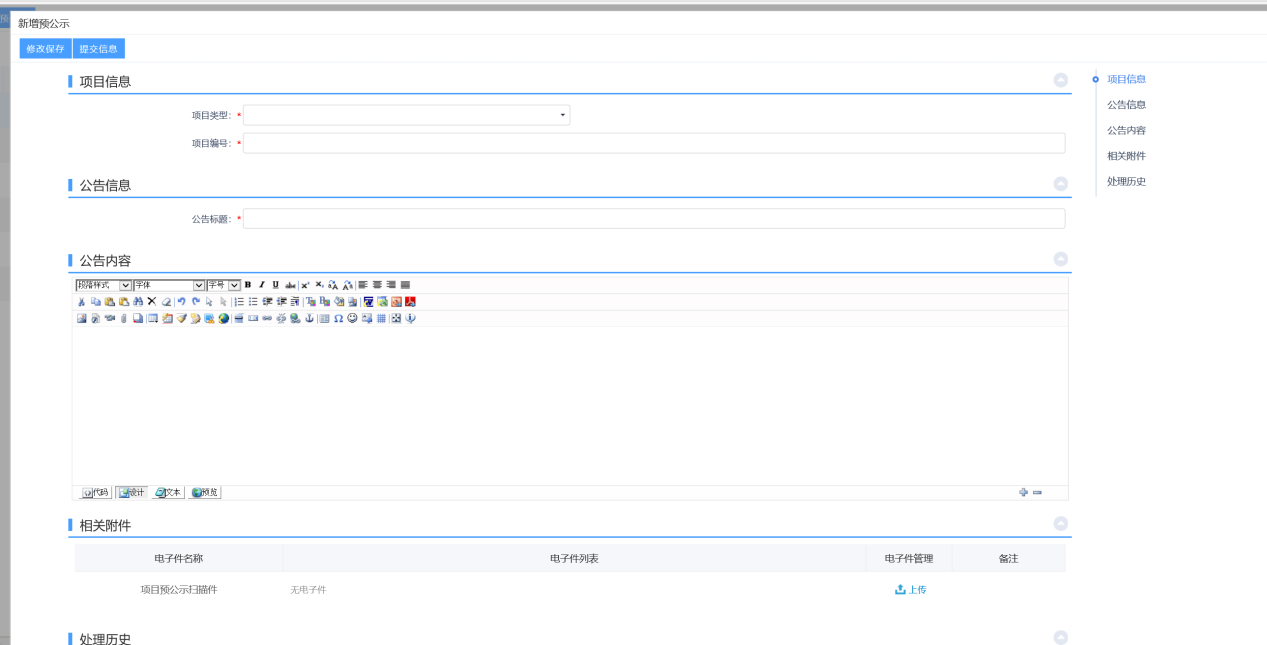 新增预公示
修改保存 提交信息
项目信息
项目类型: *
项目编号: *
公告信息
公告标题: *
公告内容
段落样式 字体 字号 B I U abc x² x₂
代码 设计 文本 预览
相关附件
电子件名称 电子件列表 电子件管理 备注
项目预公示扫描件 无电子件 上传
处理历史
项目信息
公告信息
公告内容
相关附件
处理历史